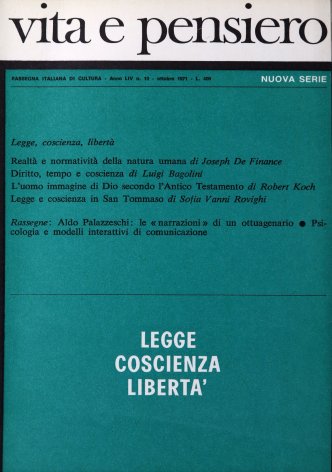 vita e pensiero
RASSEGNA ITALIANA DI CULTURA - Anno LIV n. 10 - ottobre 1971 - L. 400
NUOVA SERIE
Legge, coscienza, libertà
Realtà e normatività della natura umana di Joseph De Finance
Diritto, tempo e coscienza di Luigi Bagolini
L'uomo immagine di Dio secondo l'Antico Testamento di Robert Koch
Legge e coscienza in San Tommaso di Sofia Vanni Rovighi
Rassegne: Aldo Palazzeschi: le «narrazioni» di un ottuagenario ● Psi-
cologia e modelli interattivi di comunicazione
LEGGE
COSCIENZA
LIBERTA'